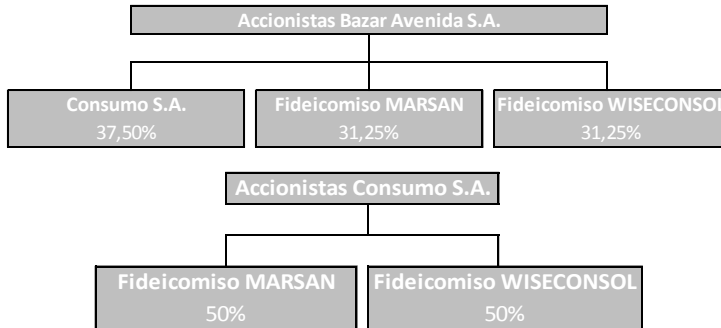 Accionistas Bazar Avenida S.A.
Consumo S.A.
37,50%
Fideicomiso MARSAN
31,25%
Fideicomiso WISECONSOL
31,25%
Accionistas Consumo S.A.
Fideicomiso MARSAN
50%
Fideicomiso WISECONSOL
50%